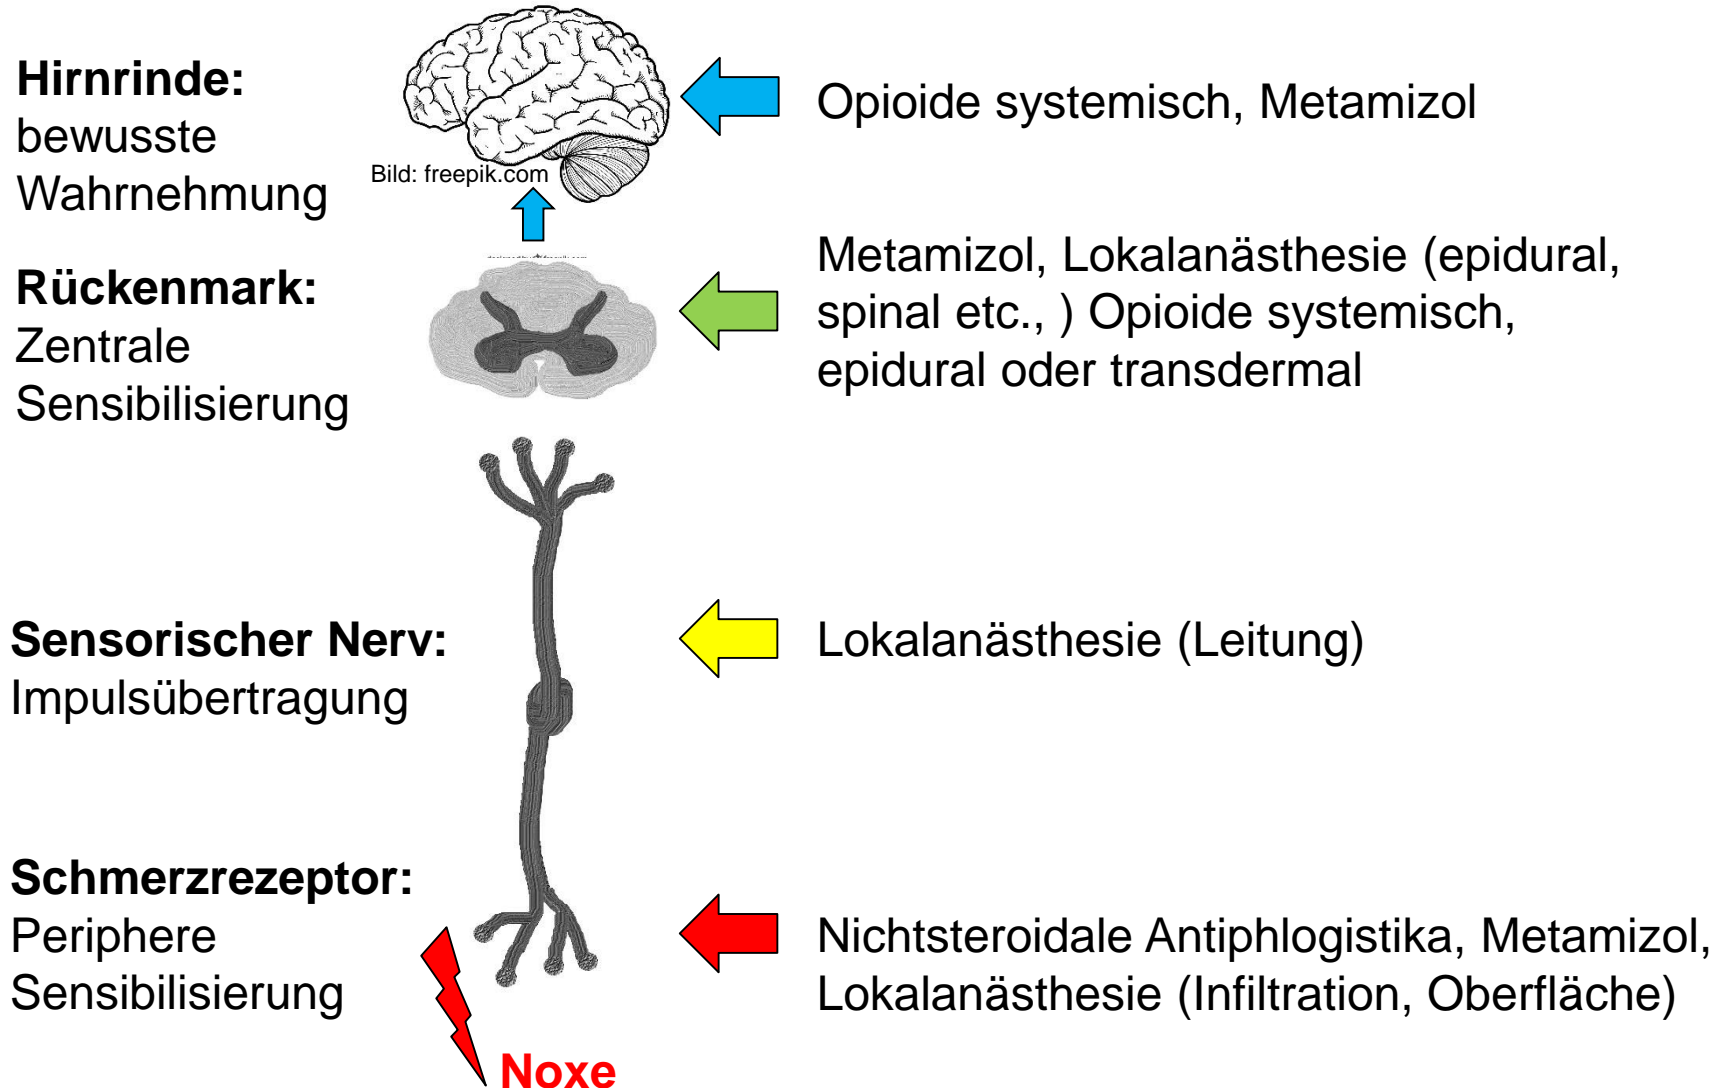 Hirnrinde:
bewusste
Wahrnehmung
Bild: freepik.com
Opioide systemisch, Metamizol
Rückenmark:
Zentrale
Sensibilisierung
Metamizol, Lokalanästhesie (epidural,
spinal etc., ) Opioide systemisch,
epidural oder transdermal
Sensorischer Nerv:
Impulsübertragung
Lokalanästhesie (Leitung)
Schmerzrezeptor:
Periphere
Sensibilisierung
Nichtsteroidale Antiphlogistika, Metamizol,
Lokalanästhesie (Infiltration, Oberfläche)
Noxe